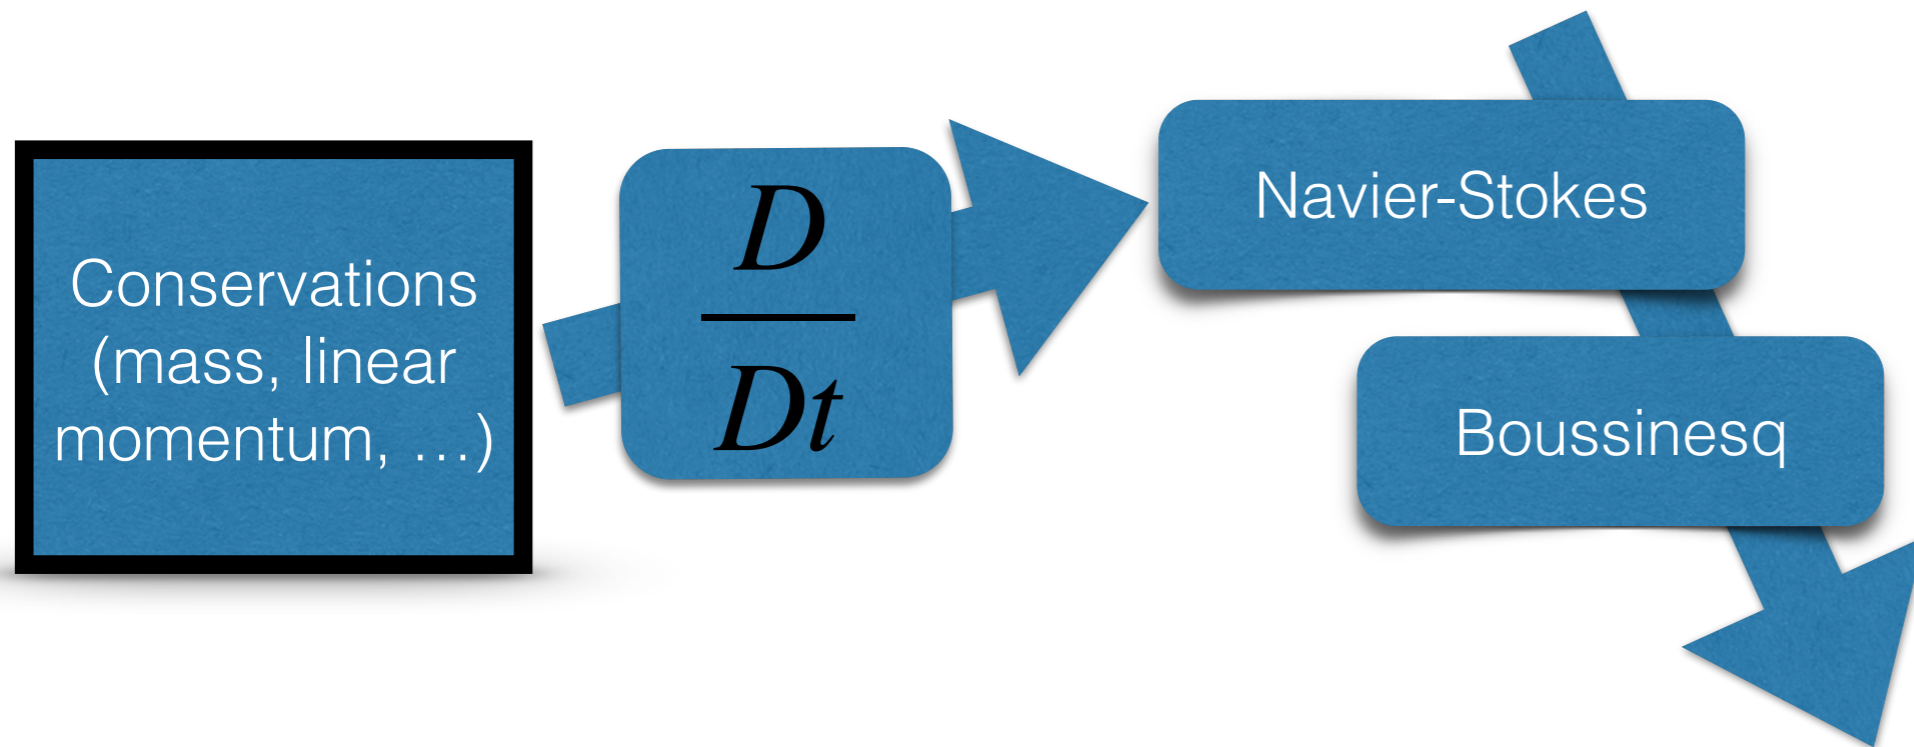 Conservations
(mass, linear
momentum, …)
D
Dt
Navier-Stokes
Boussinesq